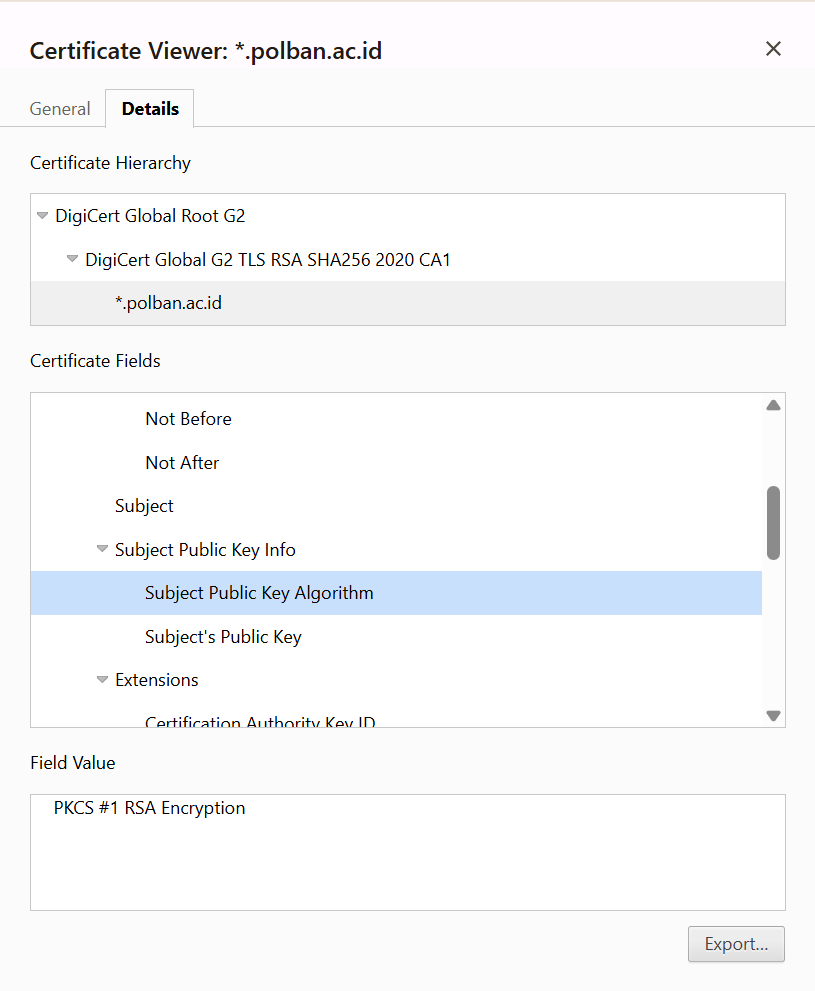 Certificate Viewer: *.polban.ac.id
General Details
Certificate Hierarchy
DigiCert Global Root G2
DigiCert Global G2 TLS RSA SHA256 2020 CA1
*.polban.ac.id
Certificate Fields
Not Before
Not After
Subject
Subject Public Key Info
Subject Public Key Algorithm
Subject's Public Key
Extensions
Certification Authority Key ID
Field Value
PKCS #1 RSA Encryption
Export...